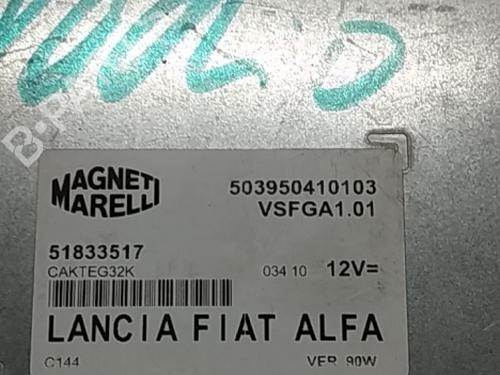 MAGNETI MARELLI
503950410103
VSFGA1.01
51833517
CAKTEG32K
034 10 12V=
LANCIA FIAT ALFA
C144 VER 90W